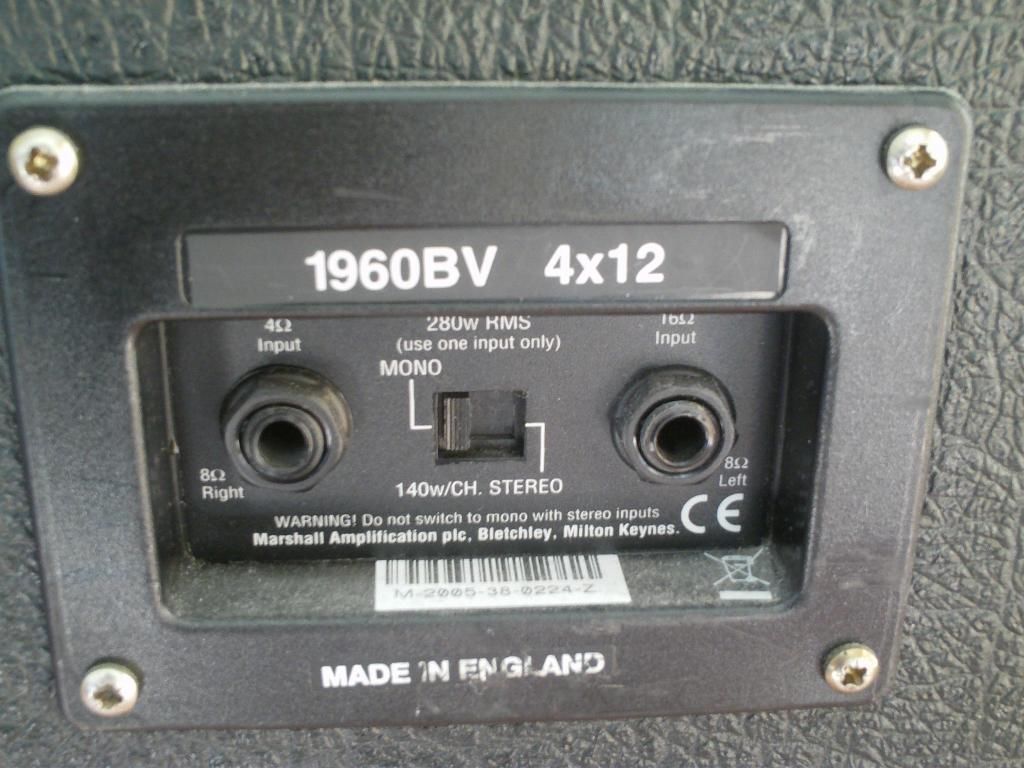 1960BV 4x12
4Ω
Input
280w RMS
(use one input only)
16Ω
Input
MONO
8Ω
Right
8Ω
Left
140w/CH. STEREO
WARNING! Do not switch to mono with stereo inputs
Marshall Amplification plc, Bletchley, Milton Keynes.
CE
M-2005-38-0224-Z
MADE IN ENGLAND